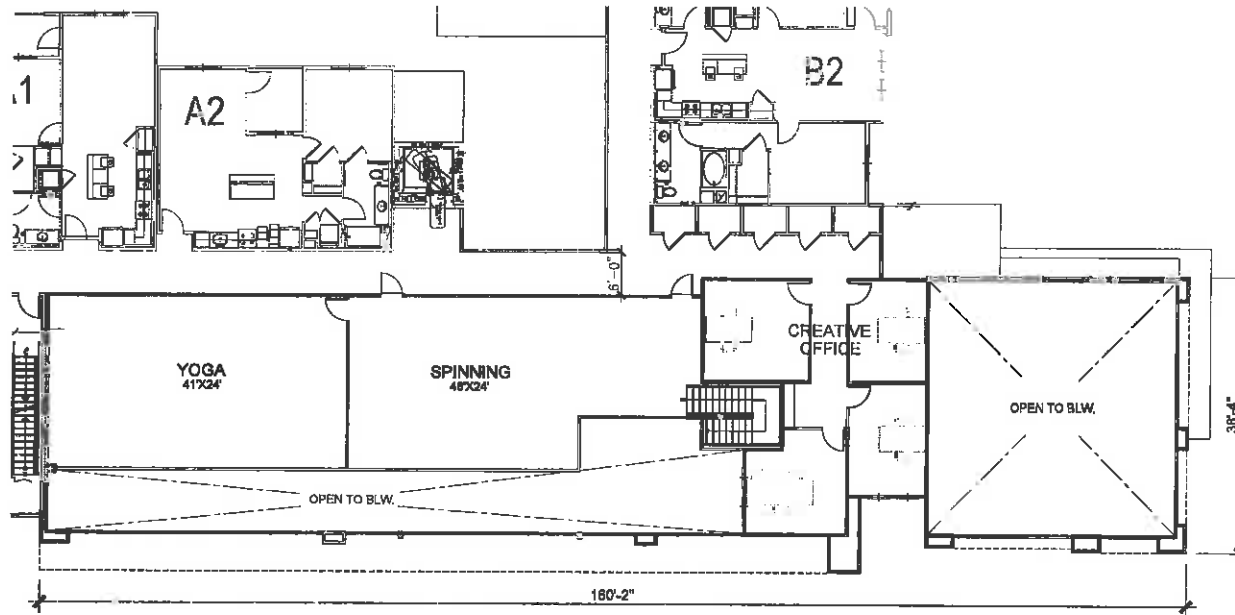 A1
A2
B2
6'-0"
YOGA
41'X24'
SPINNING
48'X24'
CREATIVE
OFFICE
OPEN TO BLW.
OPEN TO BLW.
38'-4"
160'-2"